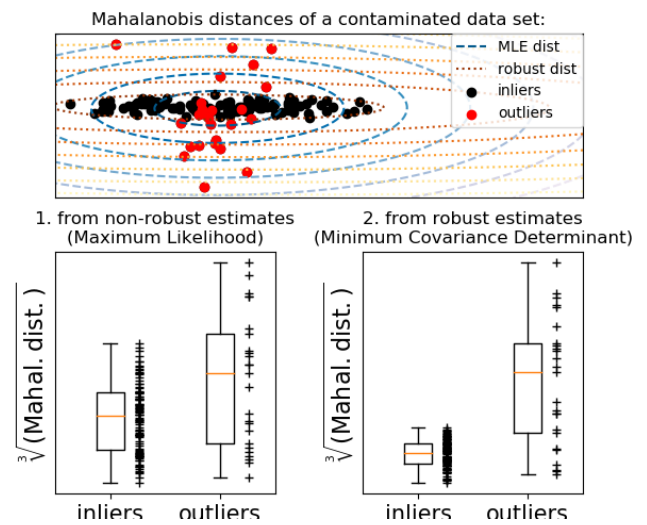 Mahalanobis distances of a contaminated data set:
MLE dist
robust dist
inliers
outliers
1. from non-robust estimates
(Maximum Likelihood)
2. from robust estimates
(Minimum Covariance Determinant)
∛(Mahal. dist. )
inliers
outliers
∛(Mahal. dist. )
inliers
outliers